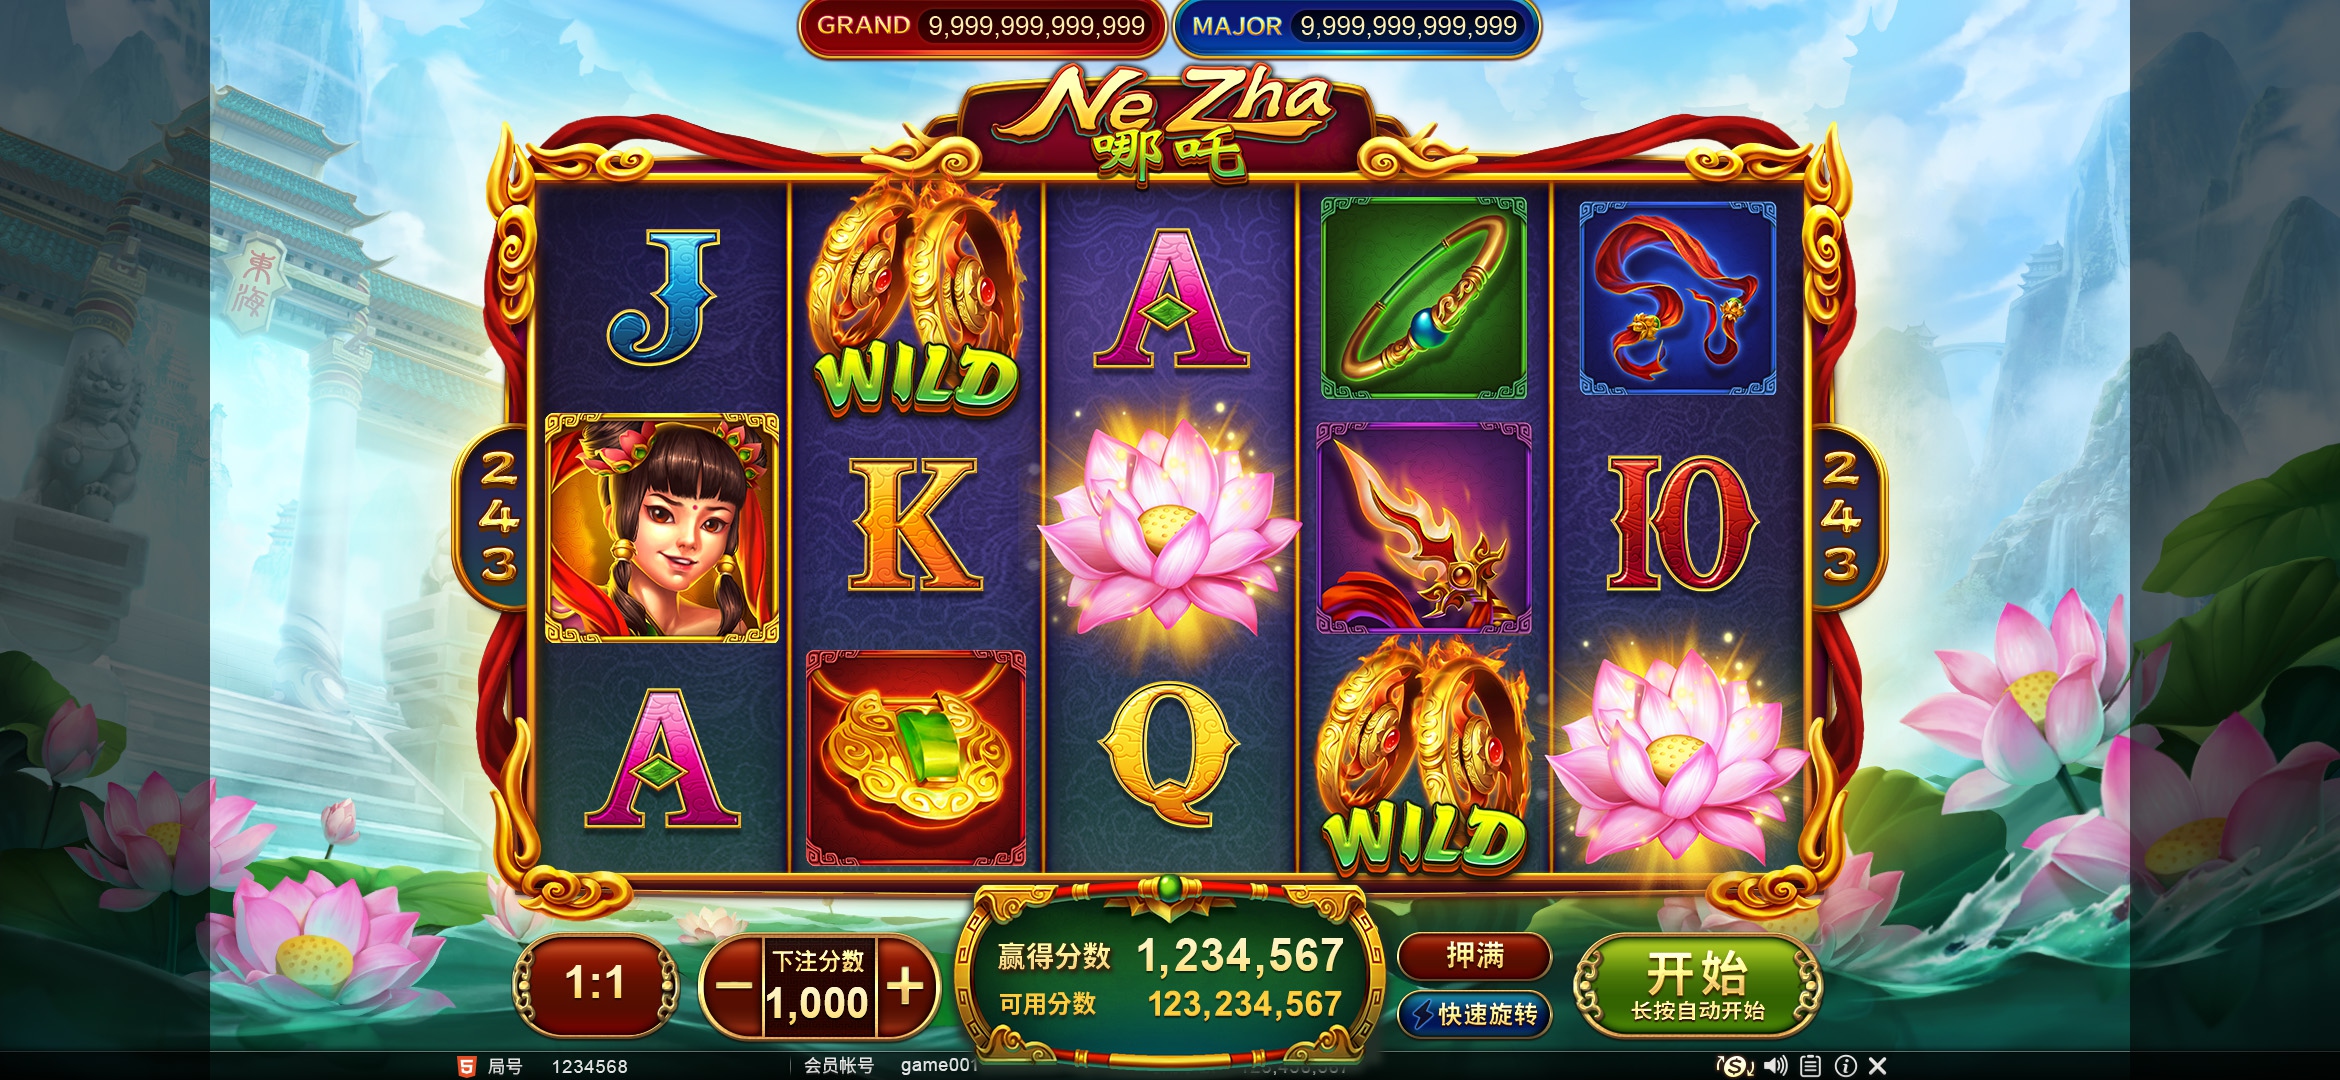 GRAND 9,999,999,999,999
MAJOR 9,999,999,999,999
Ne Zha
哪吒
東海
J
WILD
A
243
K
IO
243
A
Q
WILD
1:1
下注分数
− 1,000 +
赢得分数 1,234,567
可用分数 123,234,567
押满
快速旋转
开始
长按自动开始
局号 1234568
会员帐号 game001